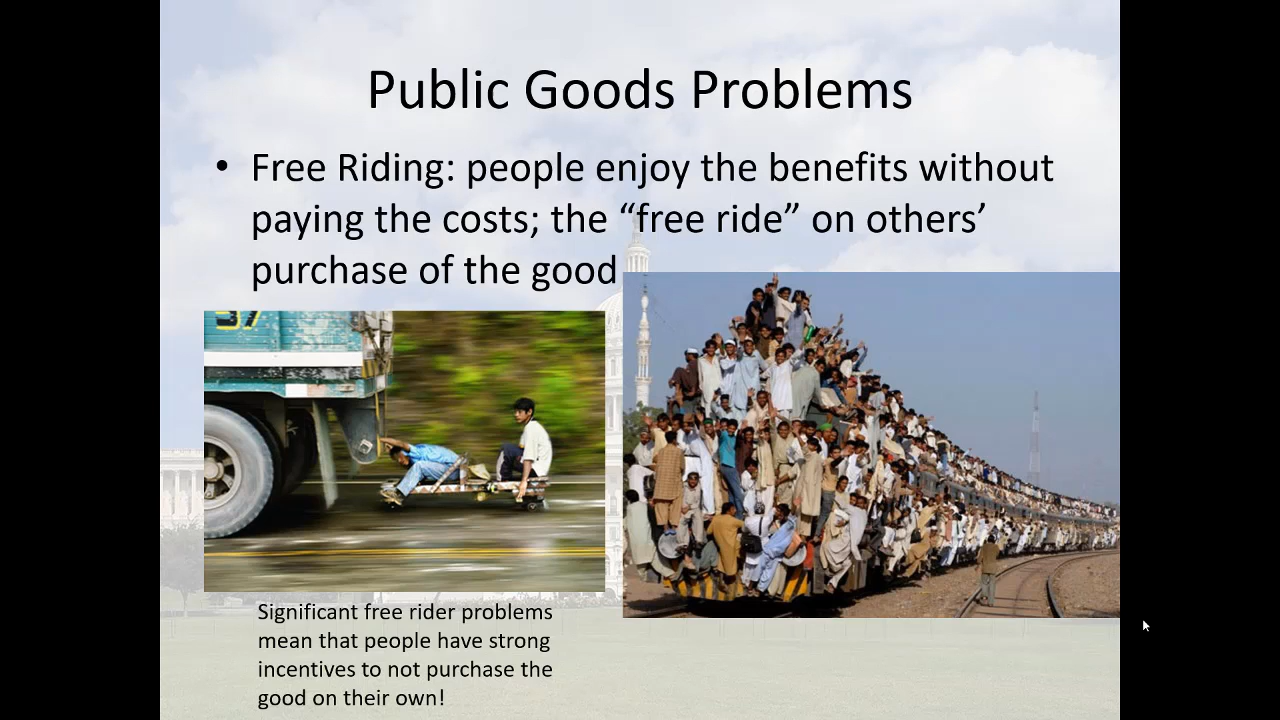 Public Goods Problems
• Free Riding: people enjoy the benefits without
paying the costs; the “free ride” on others’
purchase of the good
37
Significant free rider problems
mean that people have strong
incentives to not purchase the
good on their own!